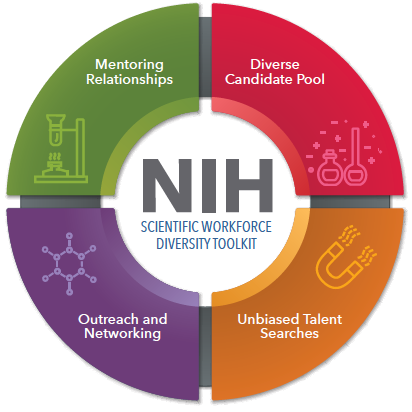 Mentoring
Relationships
Diverse
Candidate Pool
NIH
SCIENTIFIC WORKFORCE
DIVERSITY TOOLKIT
Outreach and
Networking
Unbiased Talent
Searches